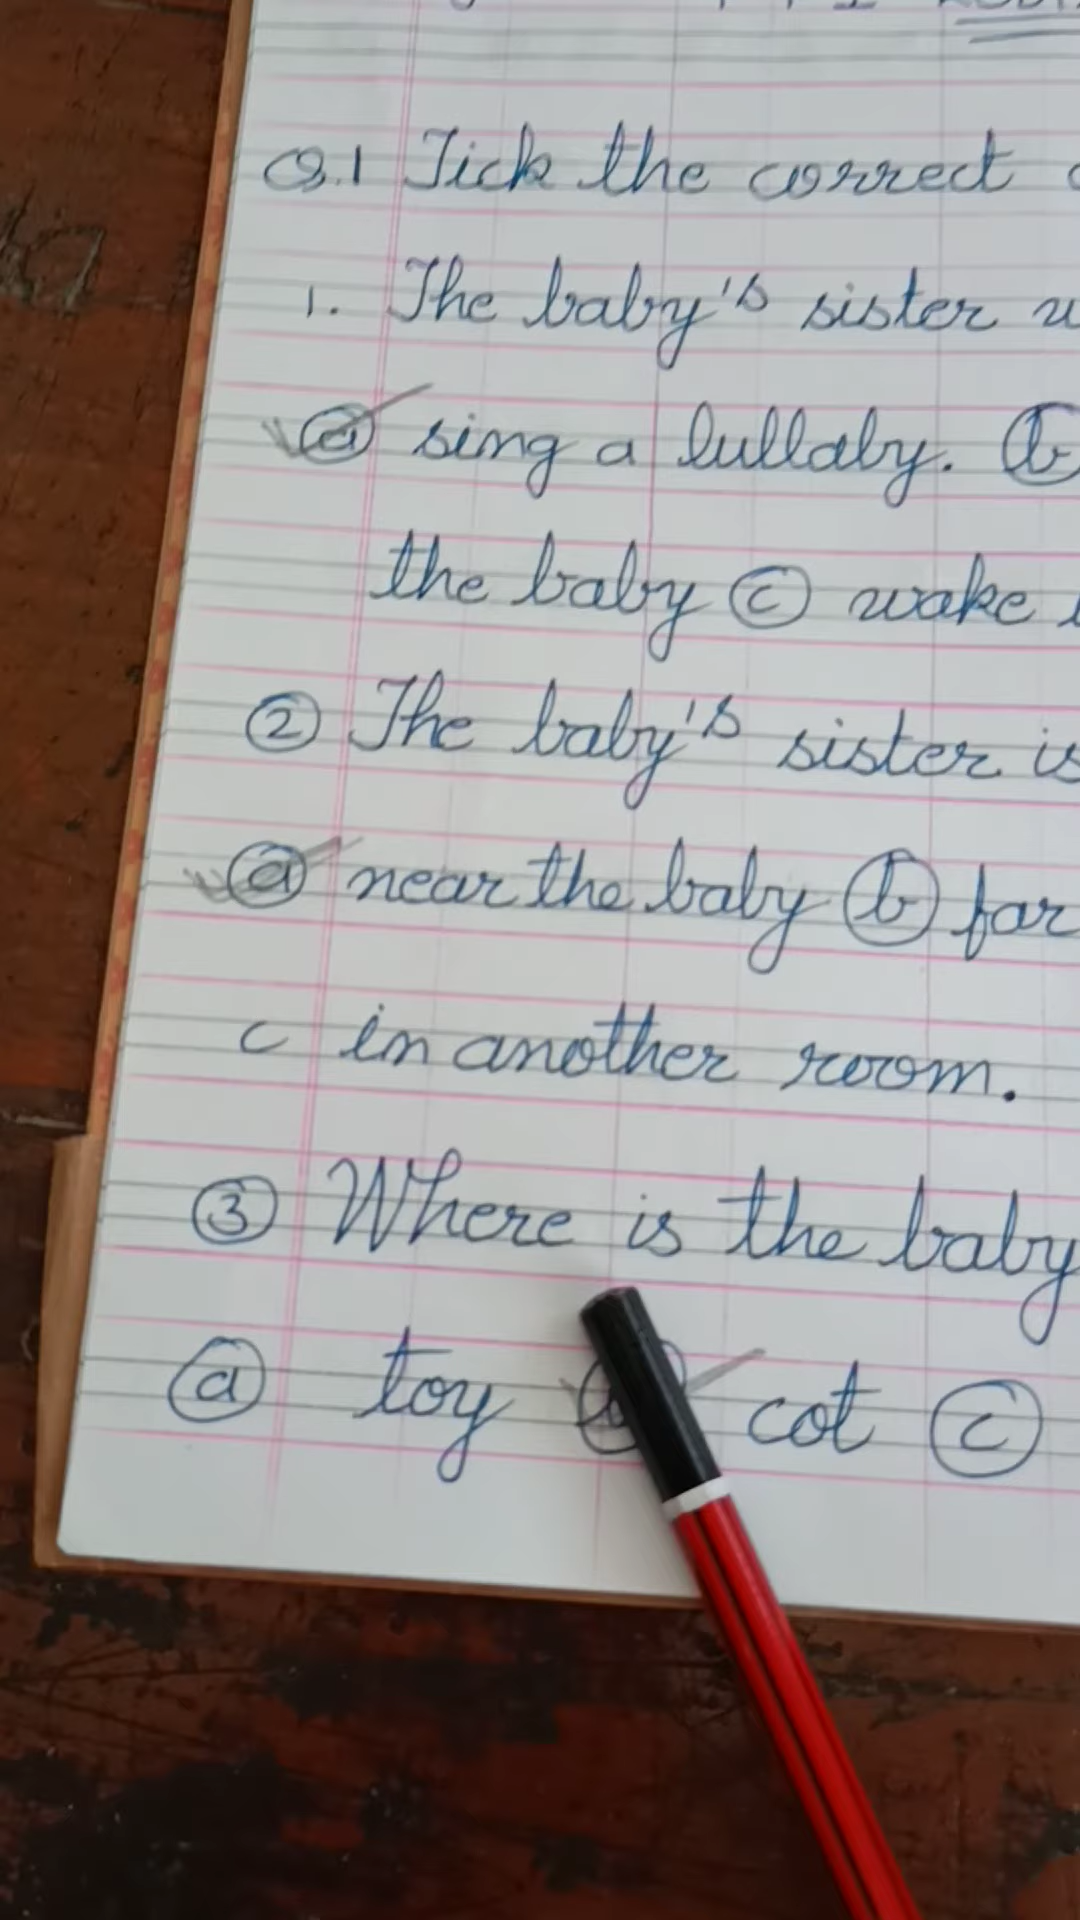 Q.1 Tick the correct
1. The baby's sister
ⓐ sing a lullaby. ⓑ
the baby ⓒ wake
② The baby's sister is
ⓐ near the baby ⓑ far
c in another room.
③ Where is the baby
ⓐ toy ⓑ cot ⓒ